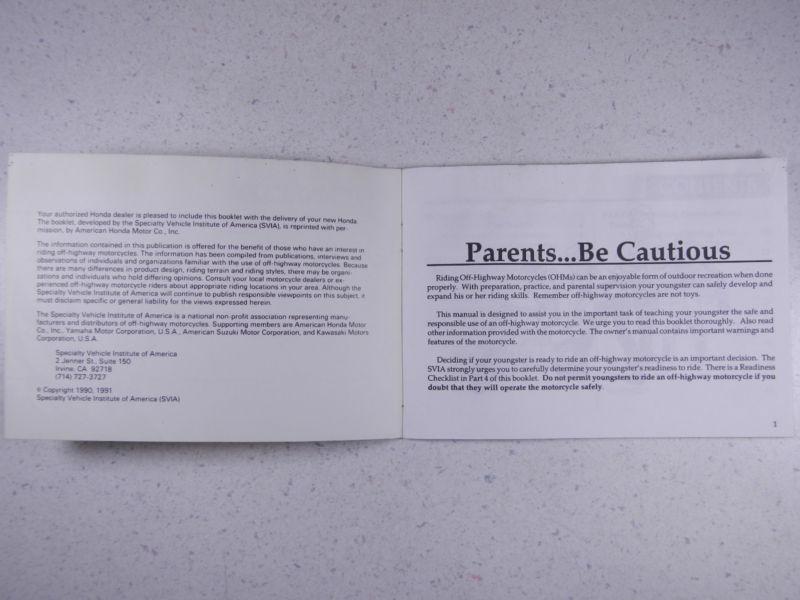 Your authorized Honda dealer is pleased to include this booklet with the delivery of your new Honda.
The booklet, developed by the Specialty Vehicle Institute of America (SVIA), is reprinted with per-
mission, by American Honda Motor Co., Inc.
The information contained in this publication is offered for the benefit of those who have an interest in
riding off-highway motorcycles. The information has been compiled from publications, interviews and
observations of individuals and organizations familiar with the use of off-highway motorcycles. Because
there are many differences in product design, riding terrain and riding styles, there may be organi-
zations and individuals who hold differing opinions. Consult your local motorcycle dealers or ex-
perienced off-highway motorcycle riders about appropriate riding locations in your area. Although the
Specialty Vehicle Institute of America will continue to publish responsible viewpoints on this subject, it
must disclaim specific or general liability for the views expressed herein.
The Specialty Vehicle Institute of America is a national non-profit association representing manu-
facturers and distributors of off-highway motorcycles. Supporting members are American Honda Motor
Co., Inc., Yamaha Motor Corporation, U.S.A., American Suzuki Motor Corporation, and Kawasaki Motors
Corporation, U.S.A.
Specialty Vehicle Institute of America
2 Jenner St., Suite 150
Irvine, CA 92718
(714) 727-3727
© Copyright 1990, 1991
Specialty Vehicle Institute of America (SVIA)
Parents...Be Cautious
Riding Off-Highway Motorcycles (OHMs) can be an enjoyable form of outdoor recreation when done
properly. With preparation, practice, and parental supervision your youngster can safely develop and
expand his or her riding skills. Remember off-highway motorcycles are not toys.
This manual is designed to assist you in the important task of teaching your youngster the safe and
responsible use of an off-highway motorcycle. We urge you to read this booklet thoroughly. Also read
other information provided with the motorcycle. The owner's manual contains important warnings and
features of the motorcycle.
Deciding if your youngster is ready to ride an off-highway motorcycle is an important decision. The
SVIA strongly urges you to carefully determine your youngster's readiness to ride. There is a Readiness
Checklist in Part 4 of this booklet. Do not permit youngsters to ride an off-highway motorcycle if you
doubt that they will operate the motorcycle safely.
1